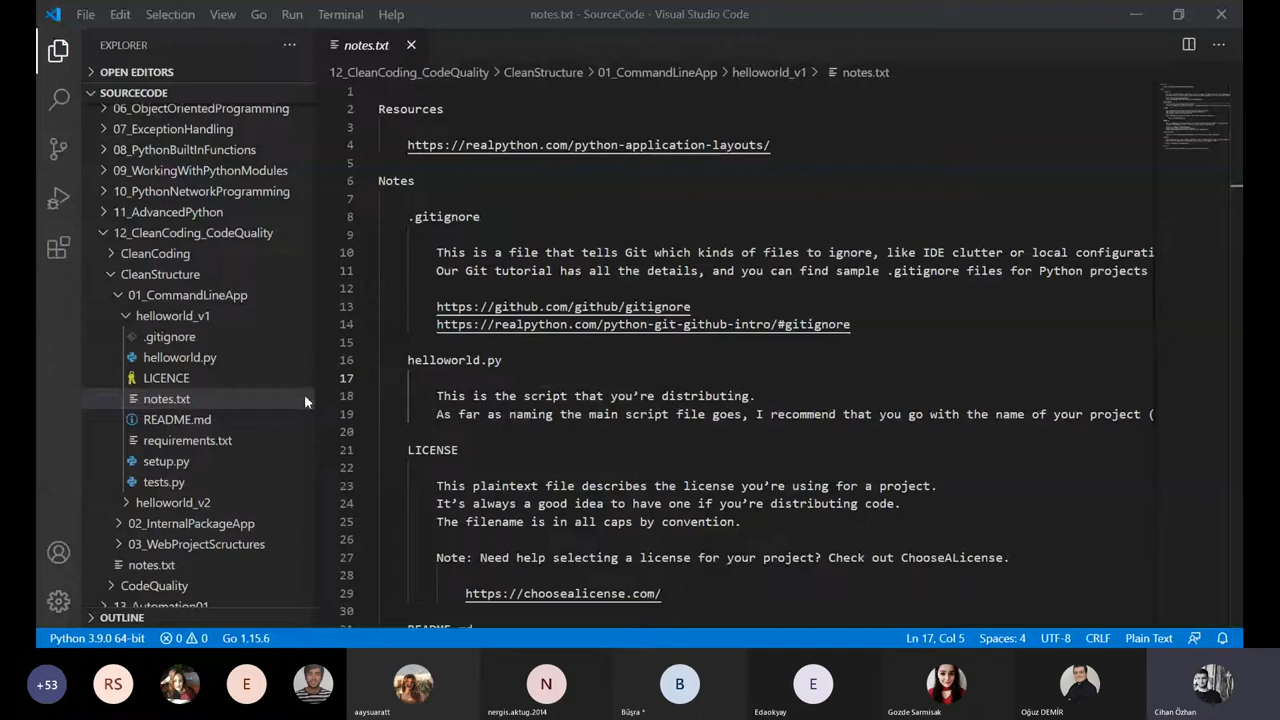 File Edit Selection View Go Run Terminal Help
notes.txt - SourceCode - Visual Studio Code
EXPLORER
OPEN EDITORS
SOURCECODE
06_ObjectOrientedProgramming
07_ExceptionHandling
08_PythonBuiltInFunctions
09_WorkingWithPythonModules
10_PythonNetworkProgramming
11_AdvancedPython
12_CleanCoding_CodeQuality
CleanCoding
CleanStructure
01_CommandLineApp
helloworld_v1
.gitignore
helloworld.py
LICENCE
notes.txt
README.md
requirements.txt
setup.py
tests.py
helloworld_v2
02_InternalPackageApp
03_WebProjectScructures
notes.txt
CodeQuality
13_Automation01
OUTLINE
notes.txt
12_CleanCoding_CodeQuality > CleanStructure > 01_CommandLineApp > helloworld_v1 > notes.txt
1
2 Resources
3
4 https://realpython.com/python-application-layouts/
5
6 Notes
7
8 .gitignore
9
10 This is a file that tells Git which kinds of files to ignore, like IDE clutter or local configurati
11 Our Git tutorial has all the details, and you can find sample .gitignore files for Python projects
12
13 https://github.com/github/gitignore
14 https://realpython.com/python-git-github-intro/#gitignore
15
16 helloworld.py
17
18 This is the script that you’re distributing.
19 As far as naming the main script file goes, I recommend that you go with the name of your project (
20
21 LICENSE
22
23 This plaintext file describes the license you’re using for a project.
24 It’s always a good idea to have one if you’re distributing code.
25 The filename is in all caps by convention.
26
27 Note: Need help selecting a license for your project? Check out ChooseALicense.
28
29 https://choosealicense.com/
30
README.md
Python 3.9.0 64-bit 0 0 Go 1.15.6
Ln 17, Col 5 Spaces: 4 UTF-8 CRLF Plain Text
+53 RS E N B E
aaysuaratt nergis.aktug.2014 Büşra * Edaokyay Gozde Sarmisak Oğuz DEMİR Cihan Özhan